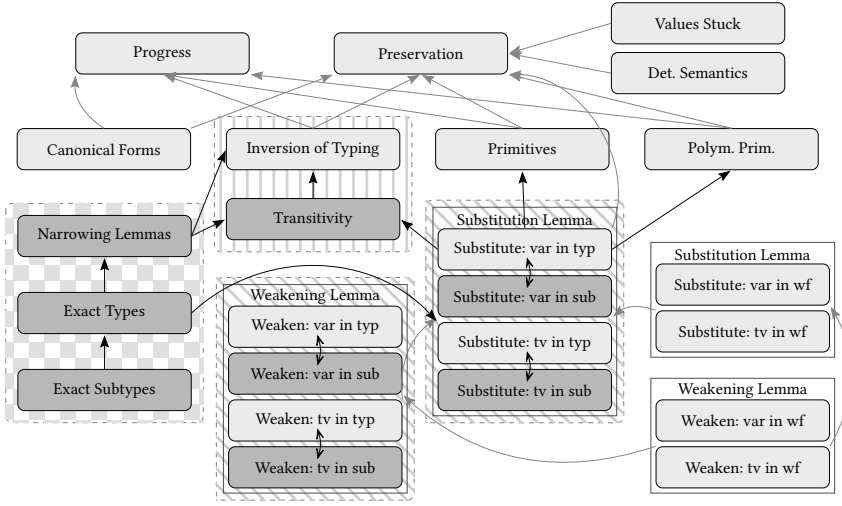 Values Stuck
Progress
Preservation
Det. Semantics
Canonical Forms
Inversion of Typing
Primitives
Polym. Prim.
Narrowing Lemmas
Transitivity
Substitution Lemma
Substitute: var in typ
Substitute: var in sub
Substitute: tv in typ
Substitute: tv in sub
Substitution Lemma
Substitute: var in wf
Substitute: tv in wf
Exact Types
Exact Subtypes
Weakening Lemma
Weaken: var in typ
Weaken: var in sub
Weaken: tv in typ
Weaken: tv in sub
Weakening Lemma
Weaken: var in wf
Weaken: tv in wf